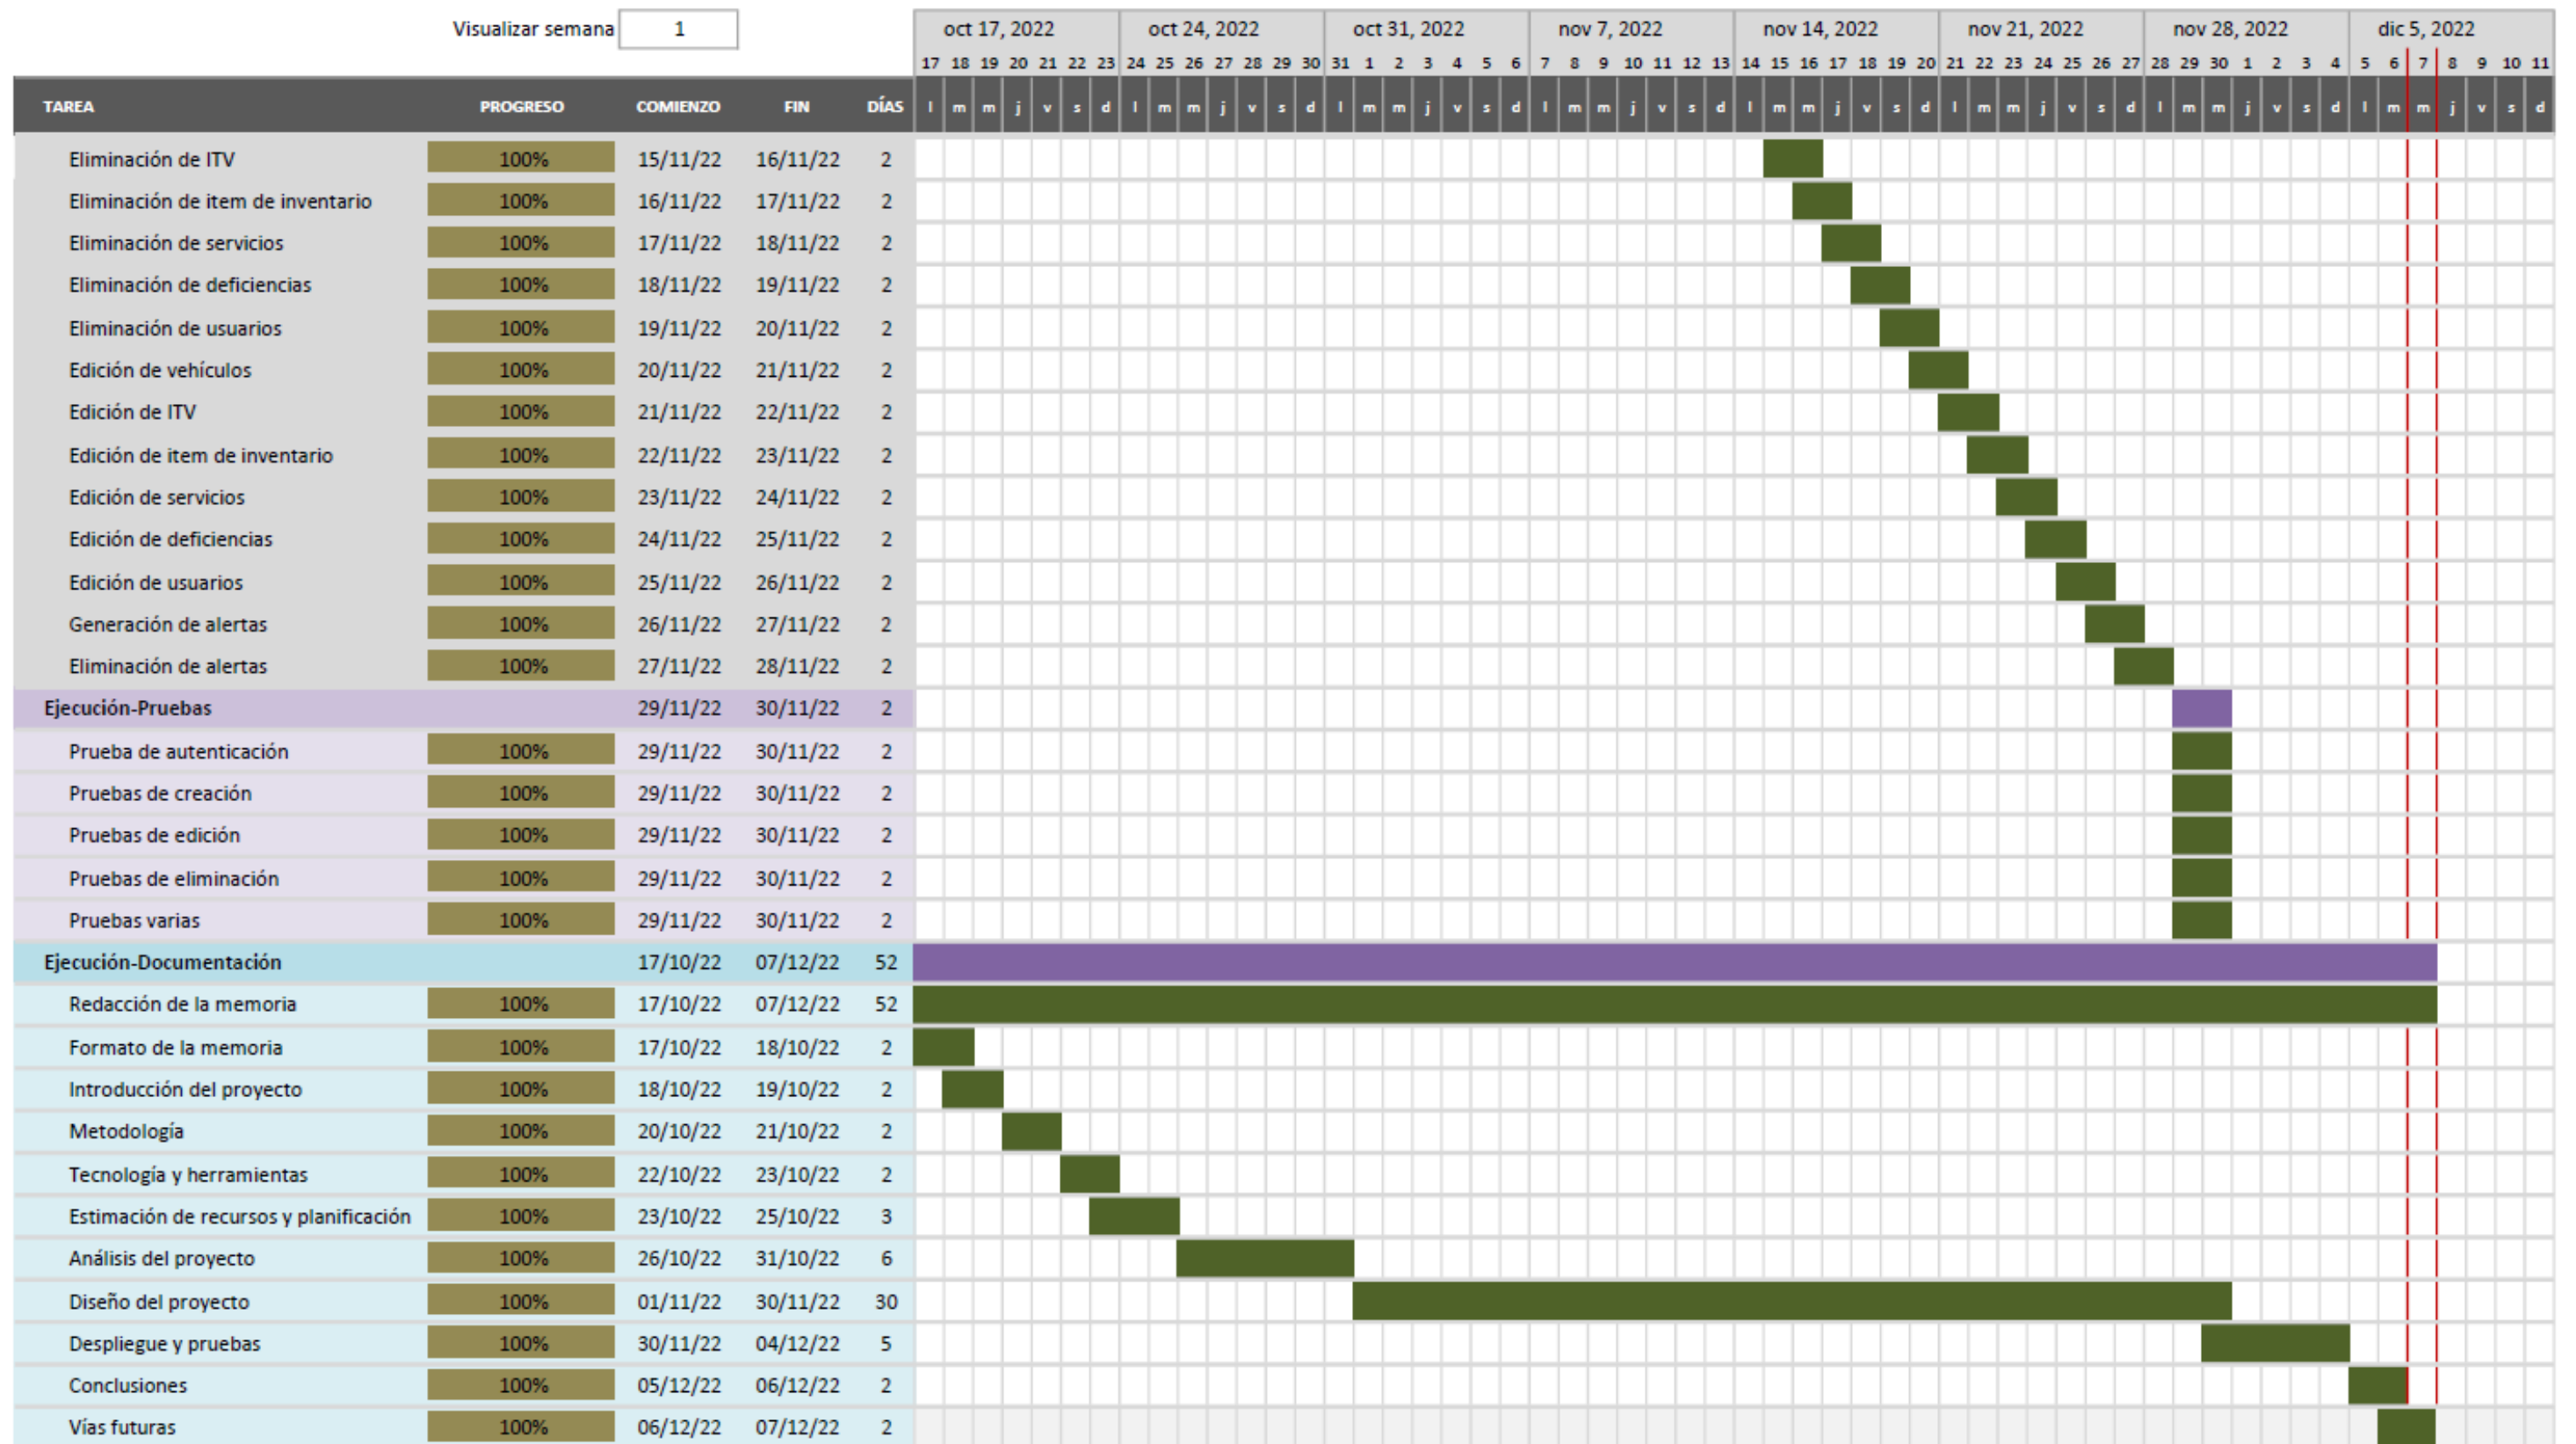 Visualizar semana 1 oct 17, 2022 oct 24, 2022 oct 31, 2022 nov 7, 2022 nov 14, 2022 nov 21, 2022 nov 28, 2022 dic 5, 2022
17 18 19 20 21 22 23 24 25 26 27 28 29 30 31 1 2 3 4 5 6 7 8 9 10 11 12 13 14 15 16 17 18 19 20 21 22 23 24 25 26 27 28 29 30 1 2 3 4 5 6 7 8 9 10 11
TAREA PROGRESO COMIENZO FIN DÍAS l m m j v s d l m m j v s d l m m j v s d l m m j v s d l m m j v s d l m m j v s d l m m j v s d l m m j v s d
Eliminación de ITV 100% 15/11/22 16/11/22 2
Eliminación de item de inventario 100% 16/11/22 17/11/22 2
Eliminación de servicios 100% 17/11/22 18/11/22 2
Eliminación de deficiencias 100% 18/11/22 19/11/22 2
Eliminación de usuarios 100% 19/11/22 20/11/22 2
Edición de vehículos 100% 20/11/22 21/11/22 2
Edición de ITV 100% 21/11/22 22/11/22 2
Edición de item de inventario 100% 22/11/22 23/11/22 2
Edición de servicios 100% 23/11/22 24/11/22 2
Edición de deficiencias 100% 24/11/22 25/11/22 2
Edición de usuarios 100% 25/11/22 26/11/22 2
Generación de alertas 100% 26/11/22 27/11/22 2
Eliminación de alertas 100% 27/11/22 28/11/22 2
Ejecución-Pruebas 29/11/22 30/11/22 2
Prueba de autenticación 100% 29/11/22 30/11/22 2
Pruebas de creación 100% 29/11/22 30/11/22 2
Pruebas de edición 100% 29/11/22 30/11/22 2
Pruebas de eliminación 100% 29/11/22 30/11/22 2
Pruebas varias 100% 29/11/22 30/11/22 2
Ejecución-Documentación 17/10/22 07/12/22 52
Redacción de la memoria 100% 17/10/22 07/12/22 52
Formato de la memoria 100% 17/10/22 18/10/22 2
Introducción del proyecto 100% 18/10/22 19/10/22 2
Metodología 100% 20/10/22 21/10/22 2
Tecnología y herramientas 100% 22/10/22 23/10/22 2
Estimación de recursos y planificación 100% 23/10/22 25/10/22 3
Análisis del proyecto 100% 26/10/22 31/10/22 6
Diseño del proyecto 100% 01/11/22 30/11/22 30
Despliegue y pruebas 100% 30/11/22 04/12/22 5
Conclusiones 100% 05/12/22 06/12/22 2
Vías futuras 100% 06/12/22 07/12/22 2